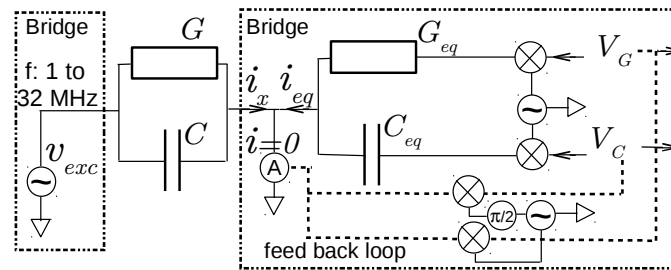 Bridge
f: 1 to
32 MHz
v_exc
~
G
C
Bridge
i_x i_eq
i=0
A
G_eq
C_eq
~
V_G
V_C
π/2
~
feed back loop